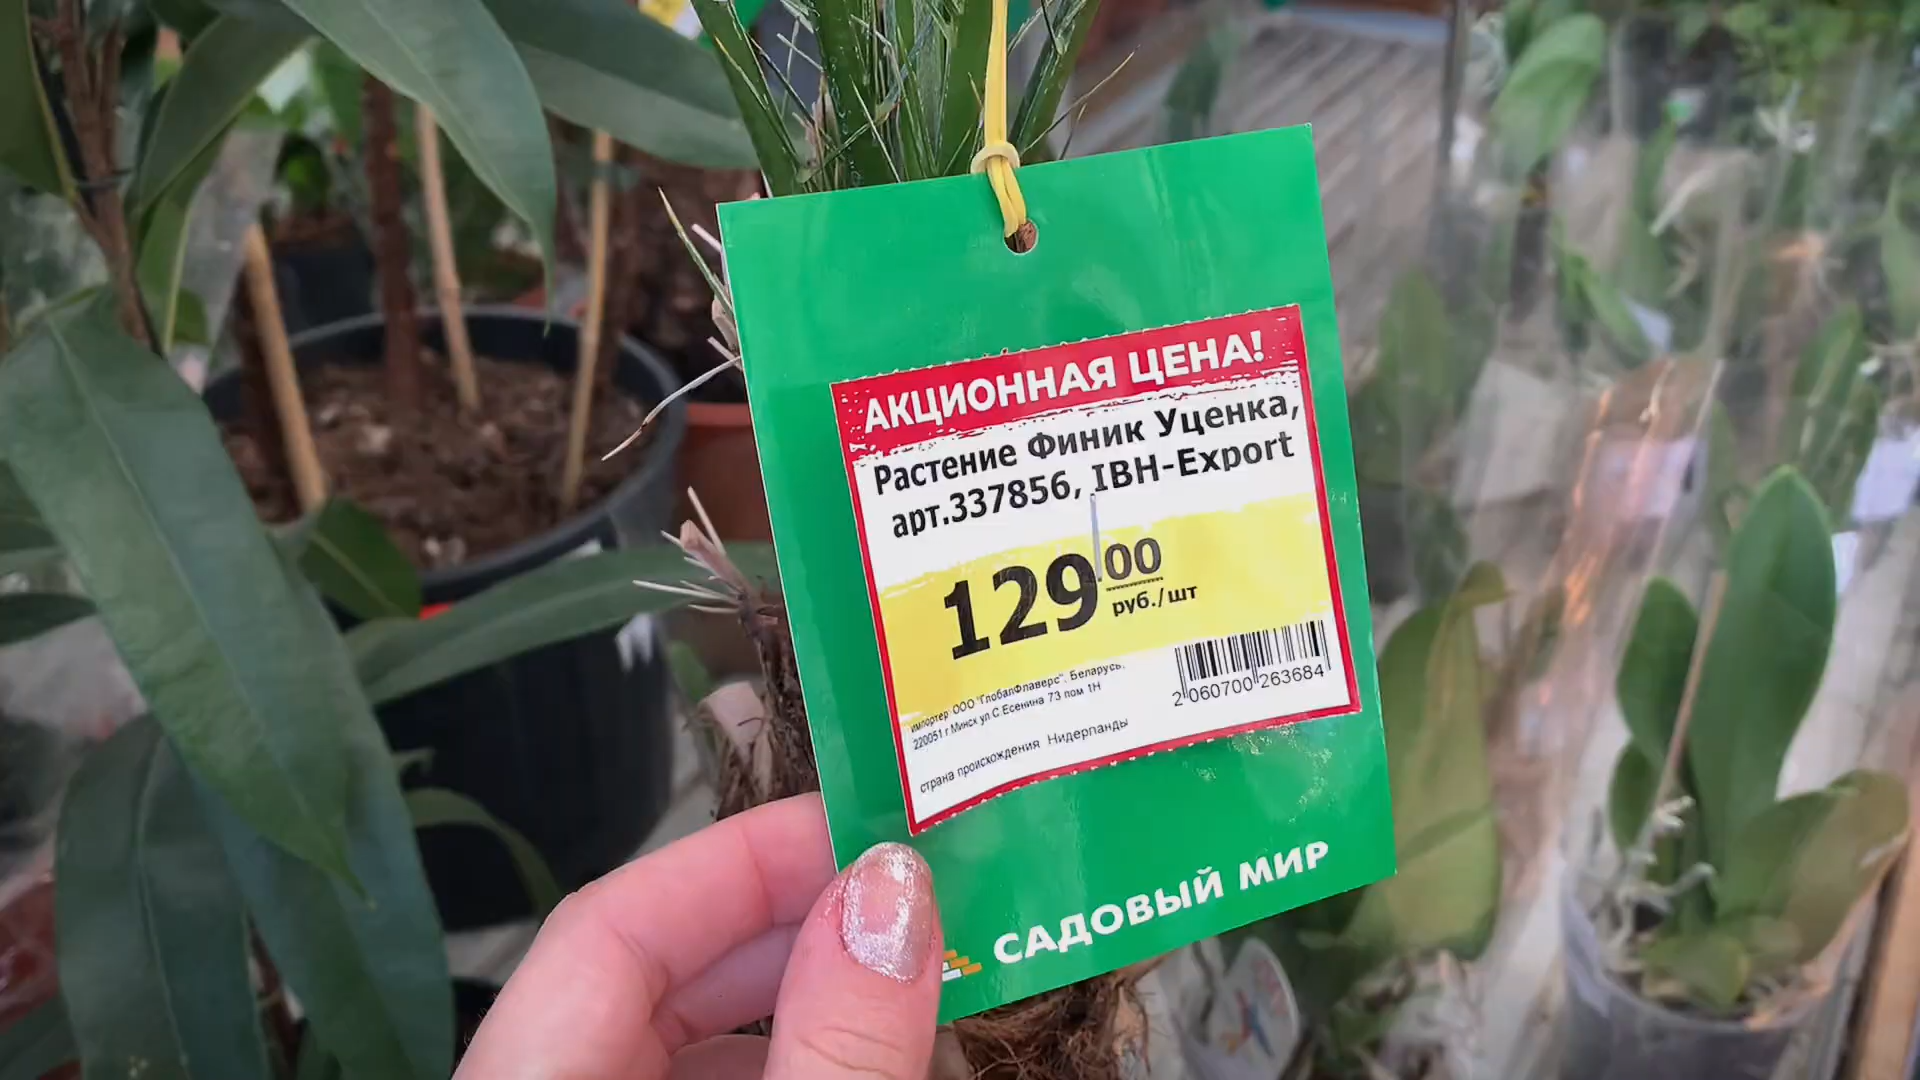 АКЦИОННАЯ ЦЕНА!
Растение Финик Уценка,
арт.337856, IBH-Export
129 00
руб./шт
импортер: ООО "ГлобалФлаверс", Беларусь,
220051 г.Минск ул С.Есенина 73 пом 1Н
страна происхождения Нидерланды
2 060700 263684
САДОВЫЙ МИР